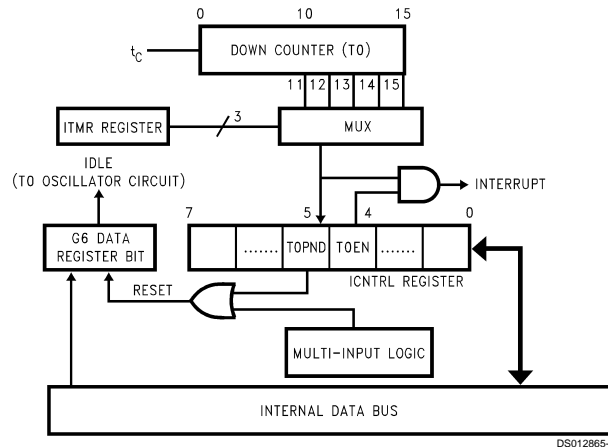 0 10 15
t_C
DOWN COUNTER (T0)
11 12 13 14 15
ITMR REGISTER
3
MUX
IDLE
(TO OSCILLATOR CIRCUIT)
INTERRUPT
7 5 4 0
G6 DATA
REGISTER BIT
....... TOPND TOEN .......
ICNTRL REGISTER
RESET
MULTI-INPUT LOGIC
INTERNAL DATA BUS
DS012865-